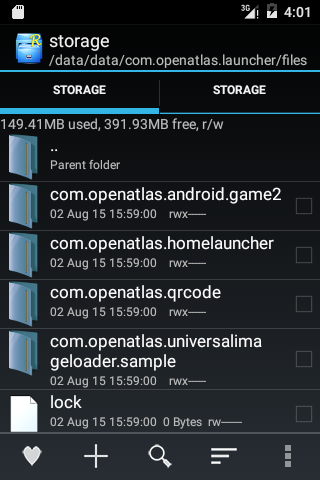 3G 4:01
R
storage
/data/data/com.openatlas.launcher/files
STORAGE STORAGE
149.41MB used, 391.93MB free, r/w
..
Parent folder
com.openatlas.android.game2
02 Aug 15 15:59:00 rwx------
com.openatlas.homelauncher
02 Aug 15 15:59:00 rwx------
com.openatlas.qrcode
02 Aug 15 15:59:00 rwx------
com.openatlas.universalima
geloader.sample
02 Aug 15 15:59:00 rwx------
lock
02 Aug 15 15:59:00 0 Bytes rw-------